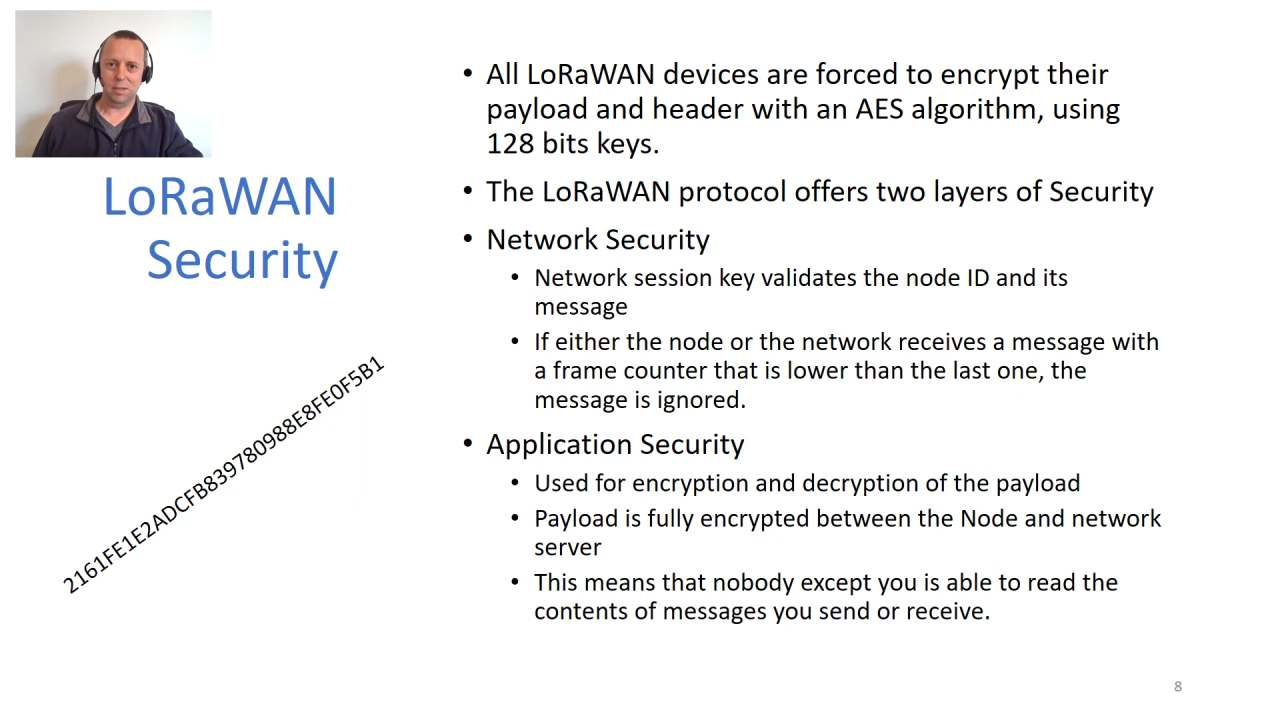 LoRaWAN
Security
2161FE1E2ADCFB839780988E8FE0F5B1
• All LoRaWAN devices are forced to encrypt their
payload and header with an AES algorithm, using
128 bits keys.
• The LoRaWAN protocol offers two layers of Security
• Network Security
• Network session key validates the node ID and its
message
• If either the node or the network receives a message with
a frame counter that is lower than the last one, the
message is ignored.
• Application Security
• Used for encryption and decryption of the payload
• Payload is fully encrypted between the Node and network
server
• This means that nobody except you is able to read the
contents of messages you send or receive.
8